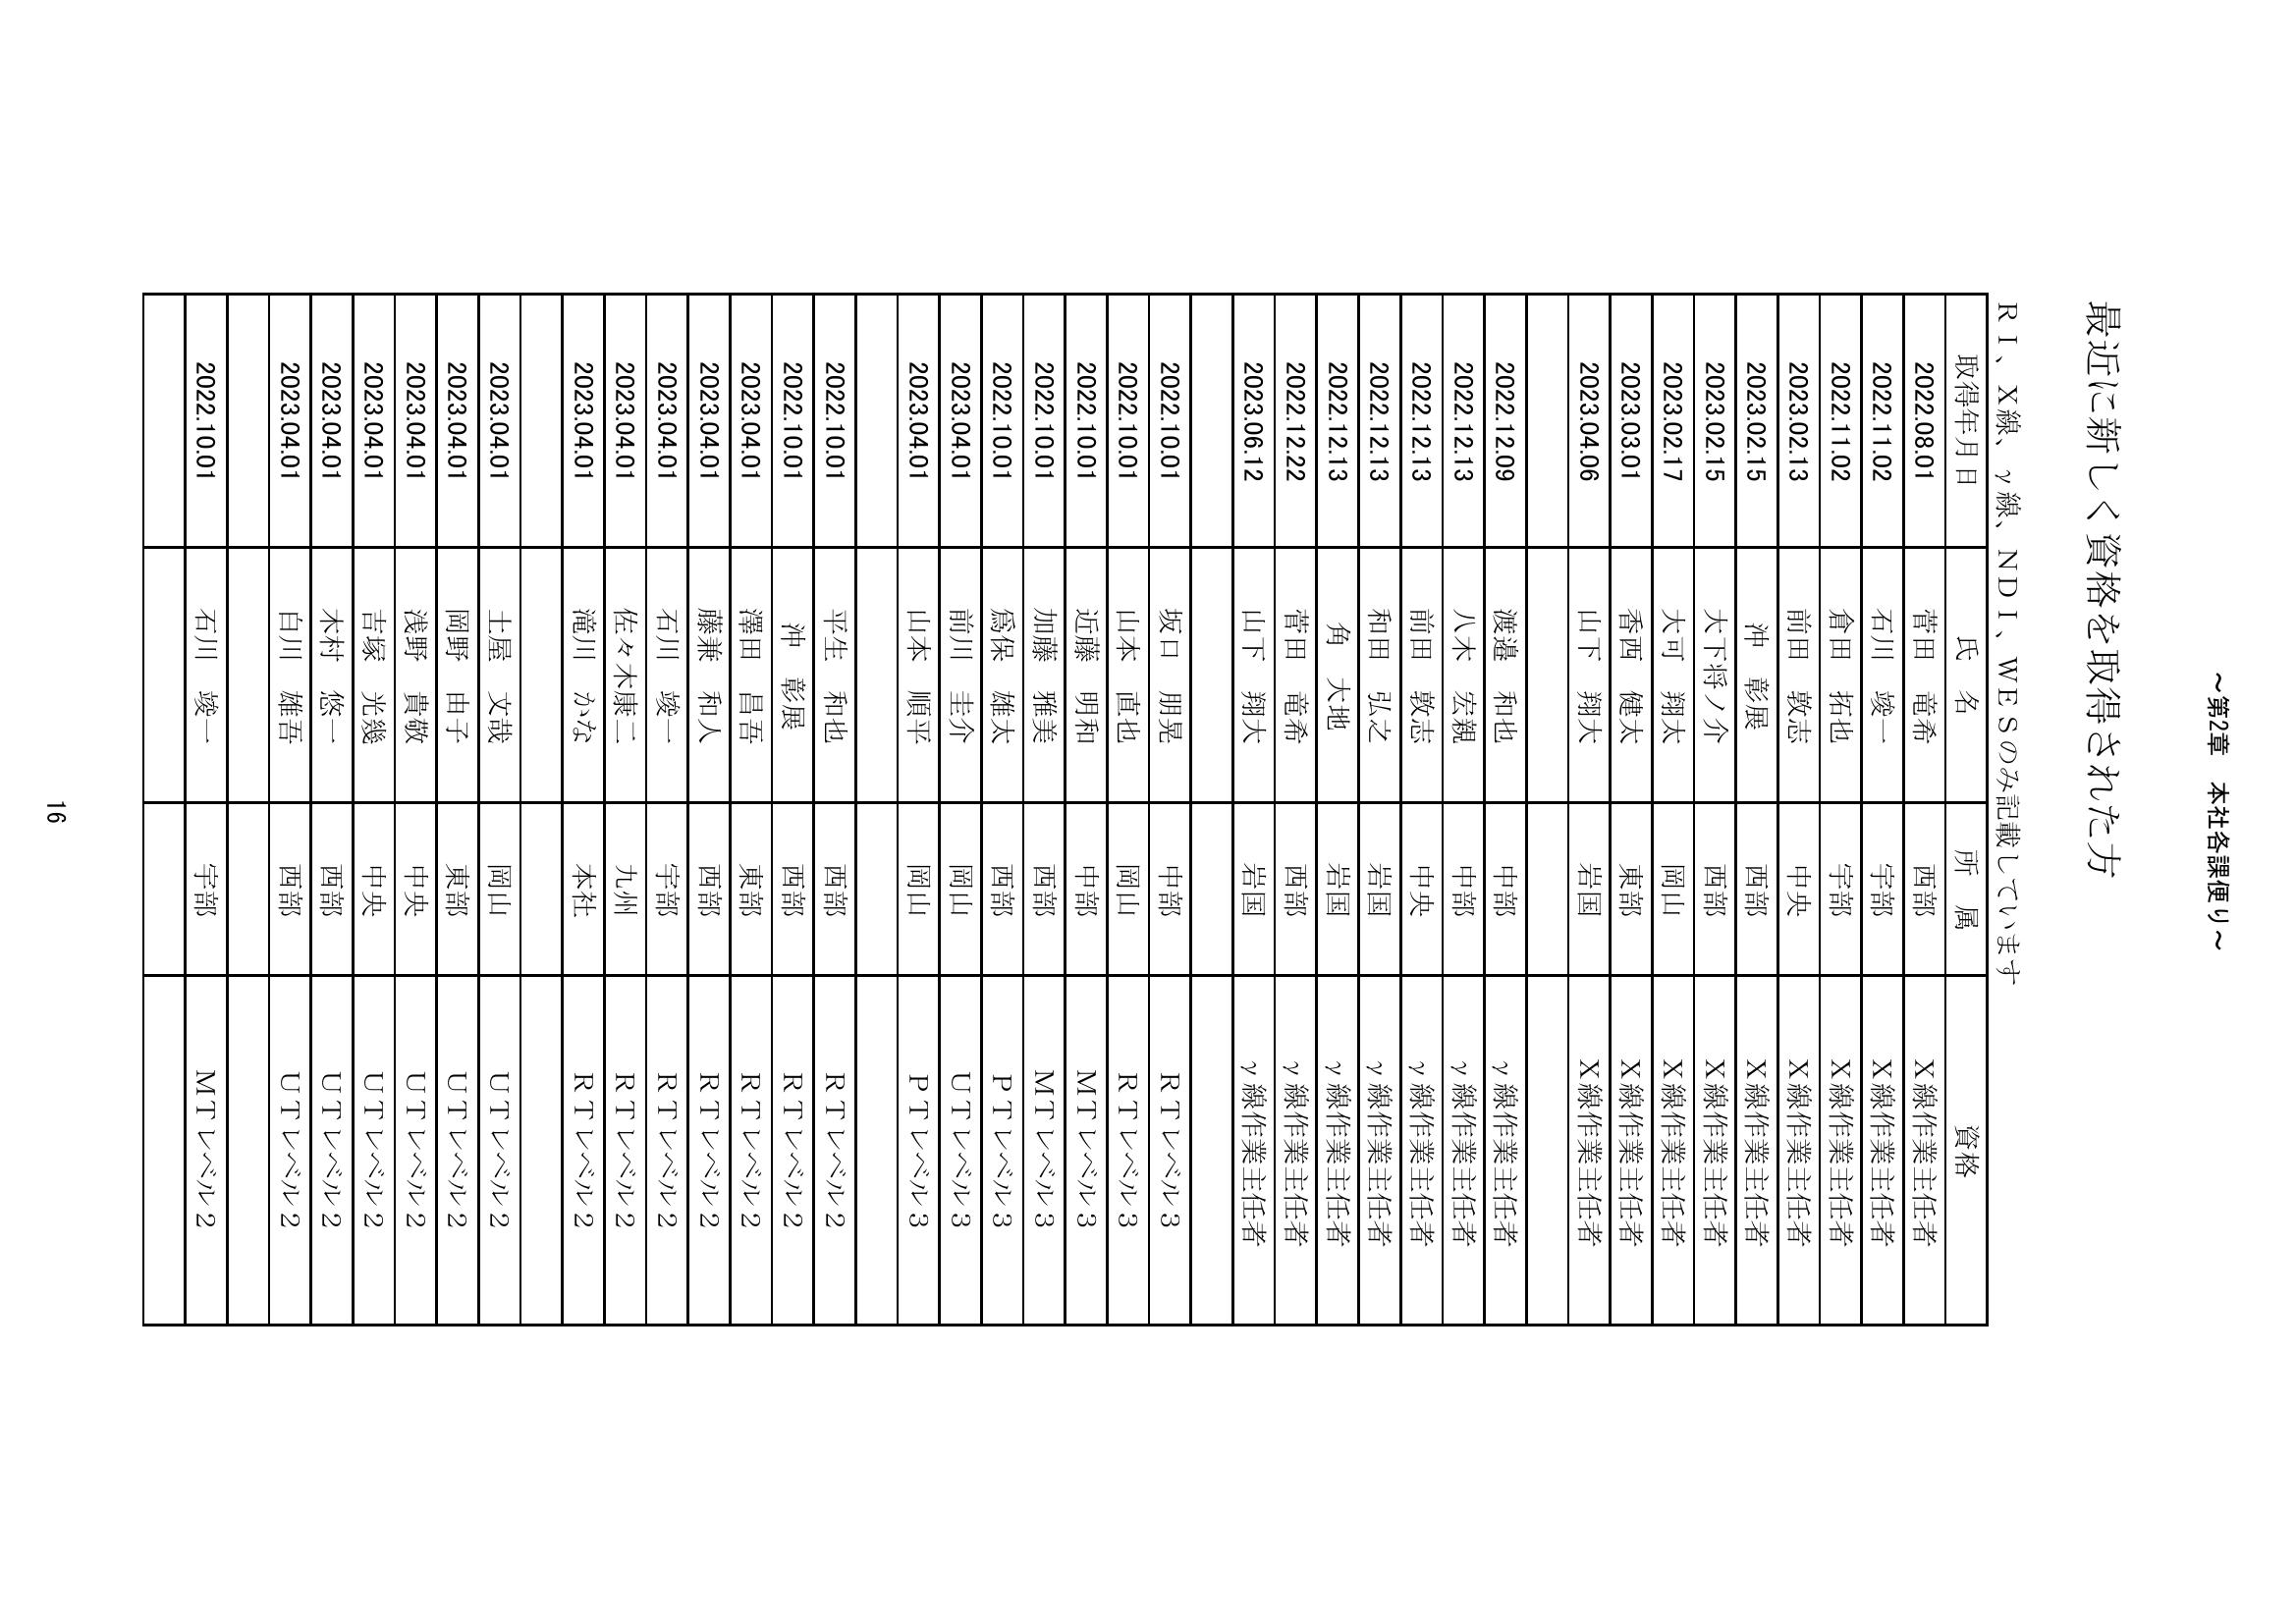 ～第2章　本社各課便り～
最近に新しく資格を取得された方
ＲＩ、Ｘ線、γ線、ＮＤＩ、ＷＥＳのみ記載しています
取得年月日　氏　名　所　属　資格
2022.08.01　菅田　竜希　西部　Ｘ線作業主任者
2022.11.02　石川　竣一　宇部　Ｘ線作業主任者
2022.11.02　倉田　拓也　宇部　Ｘ線作業主任者
2023.02.13　前田　敦志　中央　Ｘ線作業主任者
2023.02.15　沖　彰展　西部　Ｘ線作業主任者
2023.02.15　大下将ノ介　西部　Ｘ線作業主任者
2023.02.17　大可　翔太　岡山　Ｘ線作業主任者
2023.03.01　香西　健太　東部　Ｘ線作業主任者
2023.04.06　山下　翔大　岩国　Ｘ線作業主任者
2022.12.09　渡邉　和也　中部　γ線作業主任者
2022.12.13　八木　宏親　中部　γ線作業主任者
2022.12.13　前田　敦志　中央　γ線作業主任者
2022.12.13　和田　弘之　岩国　γ線作業主任者
2022.12.13　角　大地　岩国　γ線作業主任者
2022.12.22　菅田　竜希　西部　γ線作業主任者
2023.06.12　山下　翔大　岩国　γ線作業主任者
2022.10.01　坂口　朋晃　中部　ＲＴレベル３
2022.10.01　山本　直也　岡山　ＲＴレベル３
2022.10.01　近藤　明和　中部　ＭＴレベル３
2022.10.01　加藤　雅美　西部　ＭＴレベル３
2022.10.01　爲保　雄太　西部　ＰＴレベル３
2023.04.01　前川　圭介　岡山　ＵＴレベル３
2023.04.01　山本　順平　岡山　ＰＴレベル３
2022.10.01　平生　和也　西部　ＲＴレベル２
2022.10.01　沖　彰展　西部　ＲＴレベル２
2023.04.01　澤田　昌吾　東部　ＲＴレベル２
2023.04.01　藤兼　和人　西部　ＲＴレベル２
2023.04.01　石川　竣一　宇部　ＲＴレベル２
2023.04.01　佐々木康二　九州　ＲＴレベル２
2023.04.01　滝川　かな　本社　ＲＴレベル２
2023.04.01　土屋　文哉　岡山　ＵＴレベル２
2023.04.01　岡野　由子　東部　ＵＴレベル２
2023.04.01　浅野　貴敬　中央　ＵＴレベル２
2023.04.01　吉塚　光幾　中央　ＵＴレベル２
2023.04.01　木村　悠一　西部　ＵＴレベル２
2023.04.01　白川　雄吾　西部　ＵＴレベル２
2022.10.01　石川　竣一　宇部　ＭＴレベル２
16